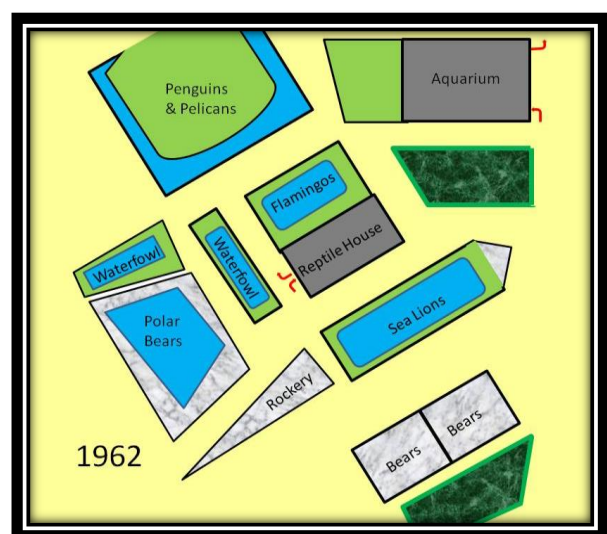 Penguins
& Pelicans
Aquarium
Flamingos
Reptile House
Waterfowl
Waterfowl
Polar
Bears
Sea Lions
Rockery
Bears
Bears
1962